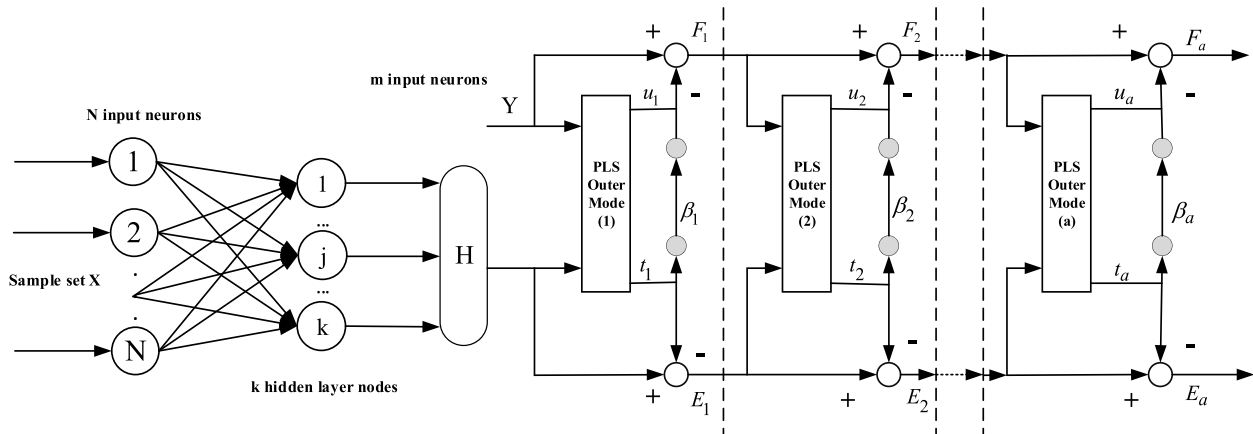 m input neurons
N input neurons
Sample set X
1
2
.
.
N
1
...
j
...
k
k hidden layer nodes
H
Y
PLS
Outer
Mode
(1)
u1
t1
β1
+
-
F1
-
+
E1
PLS
Outer
Mode
(2)
u2
t2
β2
+
-
F2
-
+
E2
PLS
Outer
Mode
(a)
ua
ta
βa
+
-
Fa
-
+
Ea